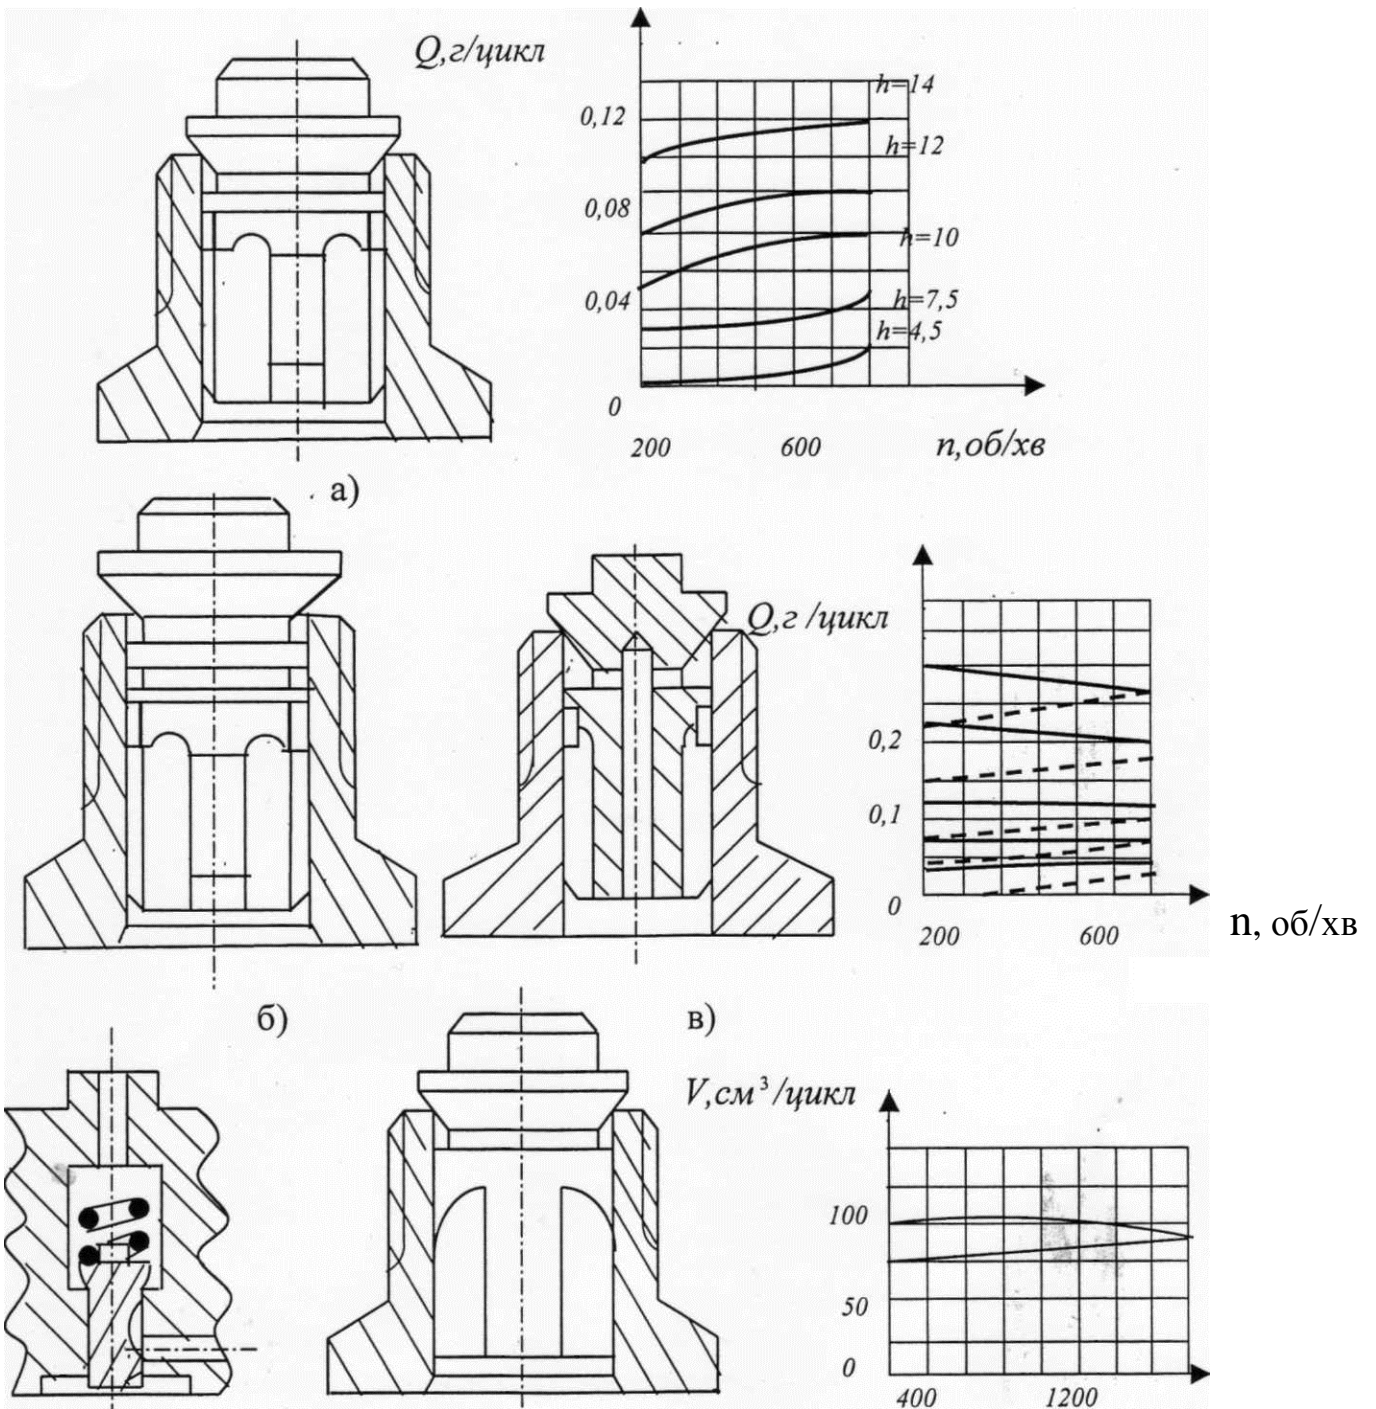 Q,г/цикл
h=14
0,12
h=12
0,08
h=10
0,04
h=7,5
h=4,5
0
200 600 n,об/хв
а)
Q,г /цикл
0,2
0,1
0
200 600
n, об/хв
б) в)
V,см³/цикл
100
50
0
400 1200